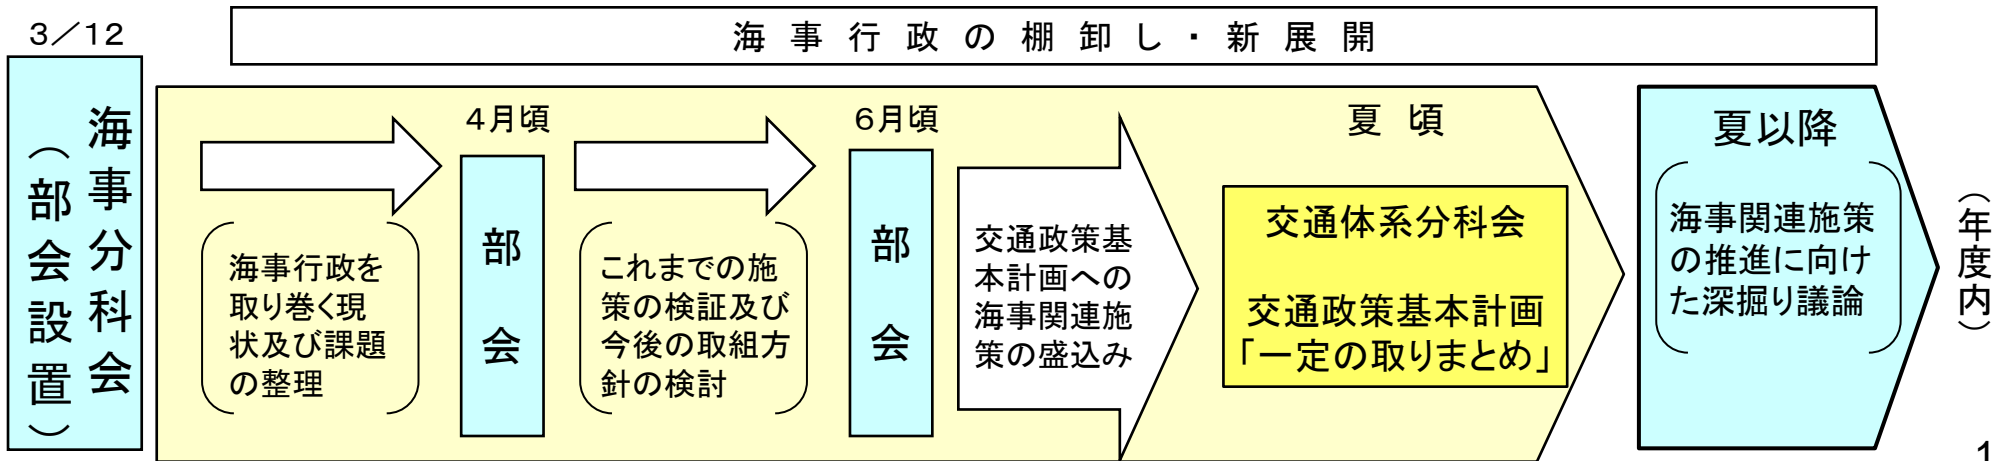 3/12
海事行政の棚卸し・新展開
海事分科会
（部会設置）
海事行政を
取り巻く現
状及び課題
の整理
4月頃
部会
これまでの施
策の検証及び
今後の取組方
針の検討
6月頃
部会
交通政策基
本計画への
海事関連施
策の盛込み
夏頃
交通体系分科会
交通政策基本計画
「一定の取りまとめ」
夏以降
海事関連施策
の推進に向け
た深掘り議論
（年度内）
1